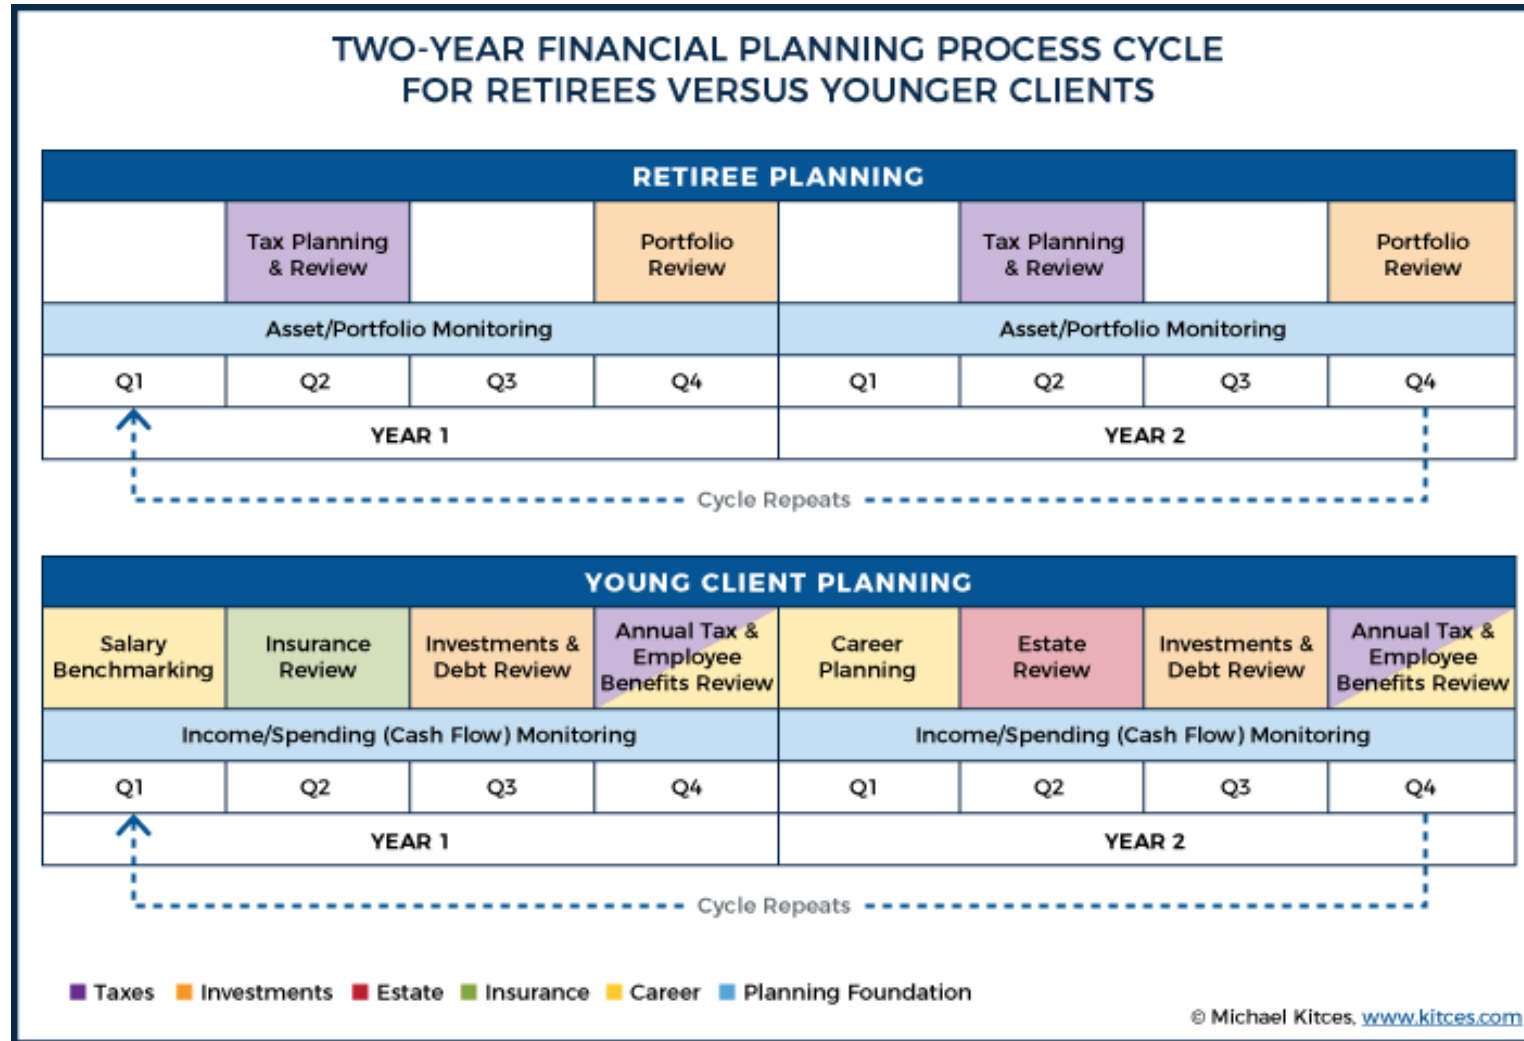 TWO-YEAR FINANCIAL PLANNING PROCESS CYCLE
FOR RETIREES VERSUS YOUNGER CLIENTS
RETIREE PLANNING
Tax Planning
& Review
Portfolio
Review
Tax Planning
& Review
Portfolio
Review
Asset/Portfolio Monitoring
Asset/Portfolio Monitoring
Q1
Q2
Q3
Q4
Q1
Q2
Q3
Q4
YEAR 1
YEAR 2
Cycle Repeats
YOUNG CLIENT PLANNING
Salary
Benchmarking
Insurance
Review
Investments &
Debt Review
Annual Tax &
Employee
Benefits Review
Career
Planning
Estate
Review
Investments &
Debt Review
Annual Tax &
Employee
Benefits Review
Income/Spending (Cash Flow) Monitoring
Income/Spending (Cash Flow) Monitoring
Q1
Q2
Q3
Q4
Q1
Q2
Q3
Q4
YEAR 1
YEAR 2
Cycle Repeats
Taxes
Investments
Estate
Insurance
Career
Planning Foundation
© Michael Kitces, www.kitces.com